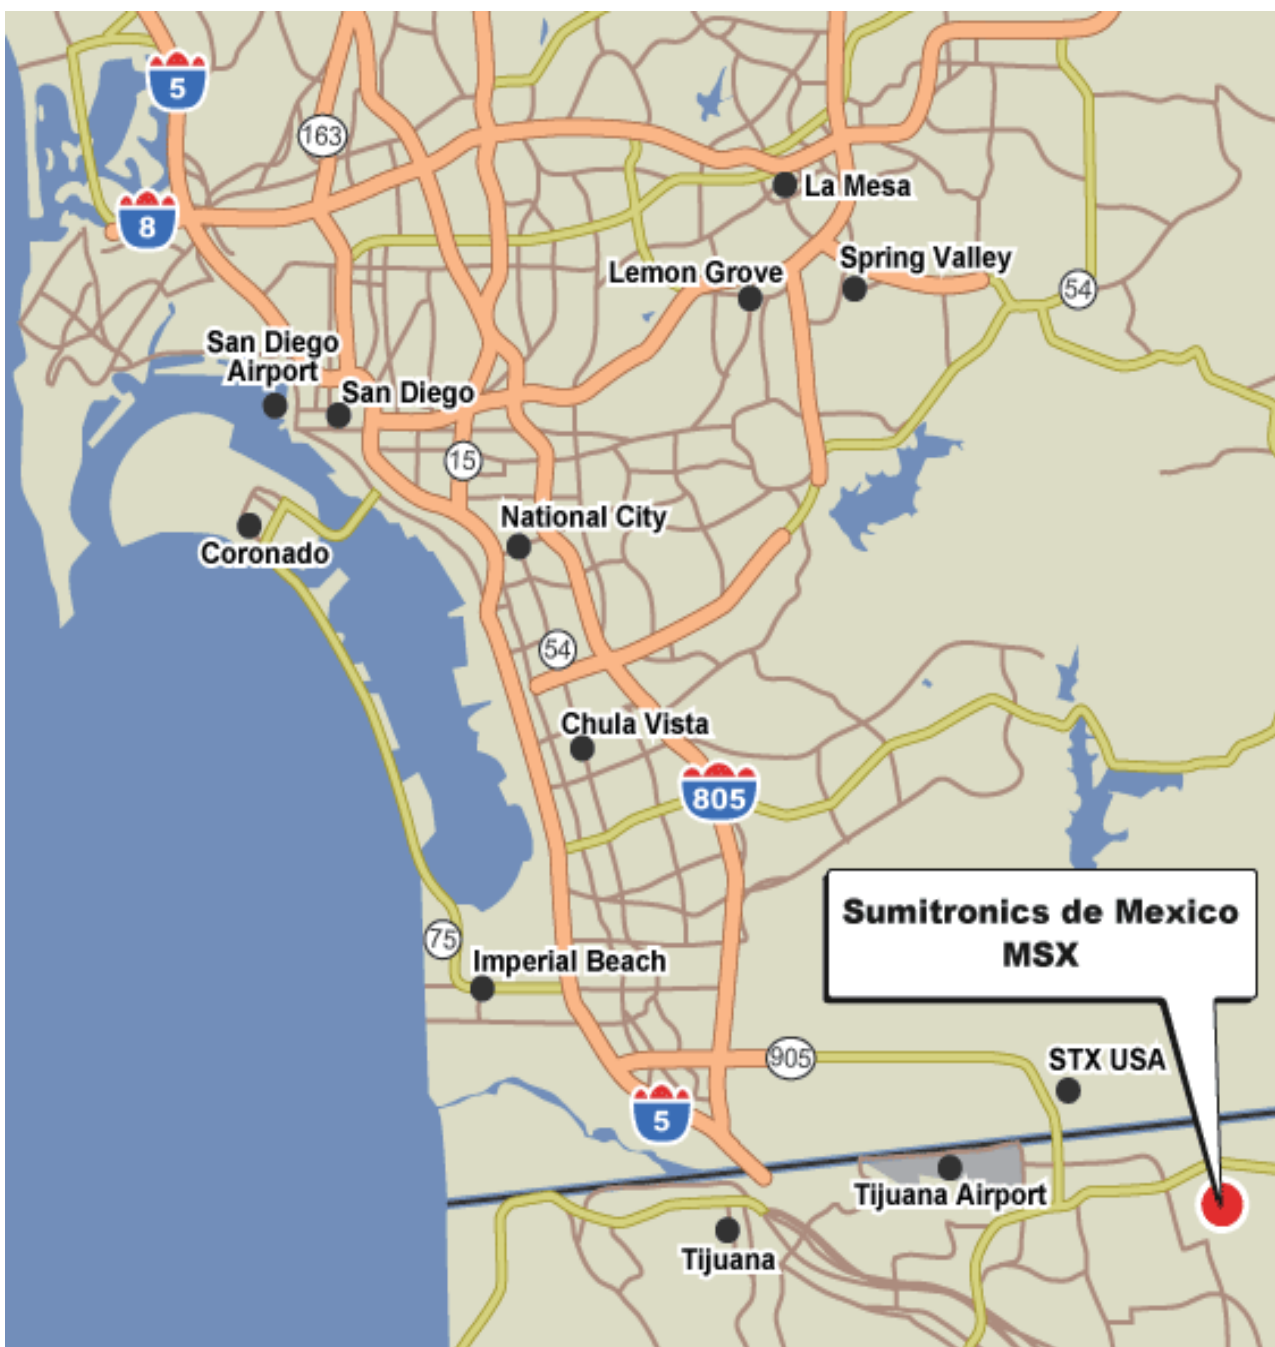 5
163
8
La Mesa
Spring Valley
Lemon Grove
54
San Diego
Airport
San Diego
15
National City
Coronado
54
Chula Vista
805
Sumitronics de Mexico
MSX
75
Imperial Beach
905
STX USA
5
Tijuana Airport
Tijuana